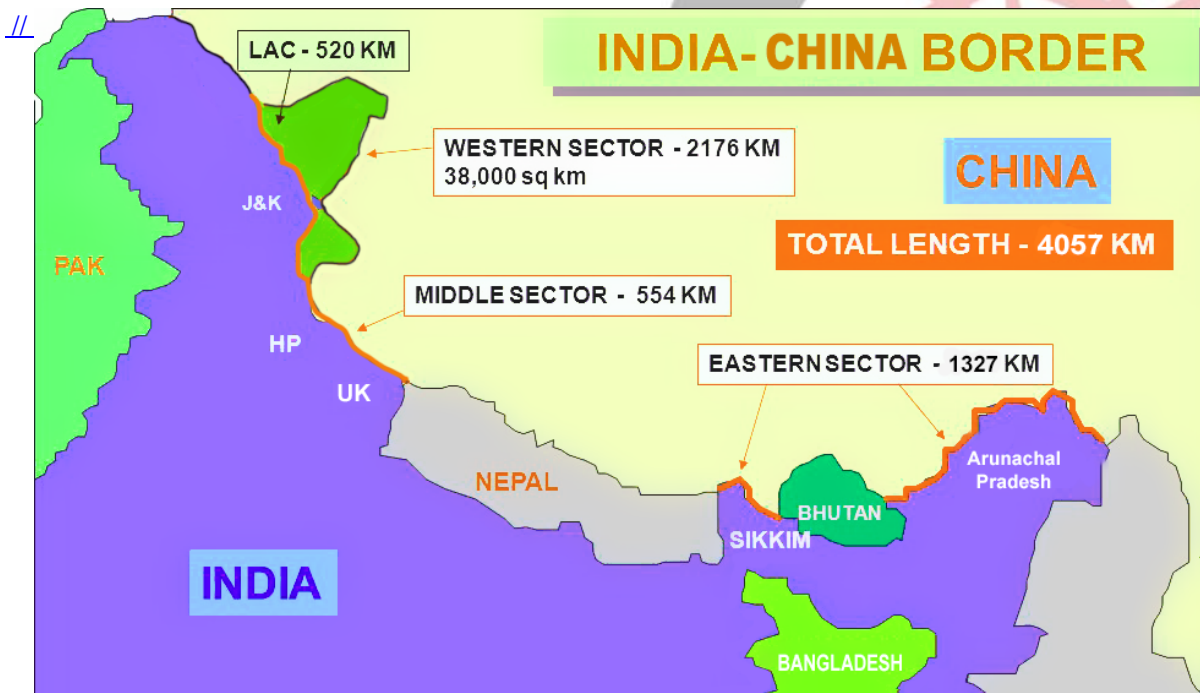 //
INDIA- CHINA BORDER
LAC - 520 KM
WESTERN SECTOR - 2176 KM
38,000 sq km
CHINA
J&K
TOTAL LENGTH - 4057 KM
PAK
MIDDLE SECTOR - 554 KM
HP
EASTERN SECTOR - 1327 KM
UK
Arunachal
Pradesh
NEPAL
BHUTAN
SIKKIM
INDIA
BANGLADESH